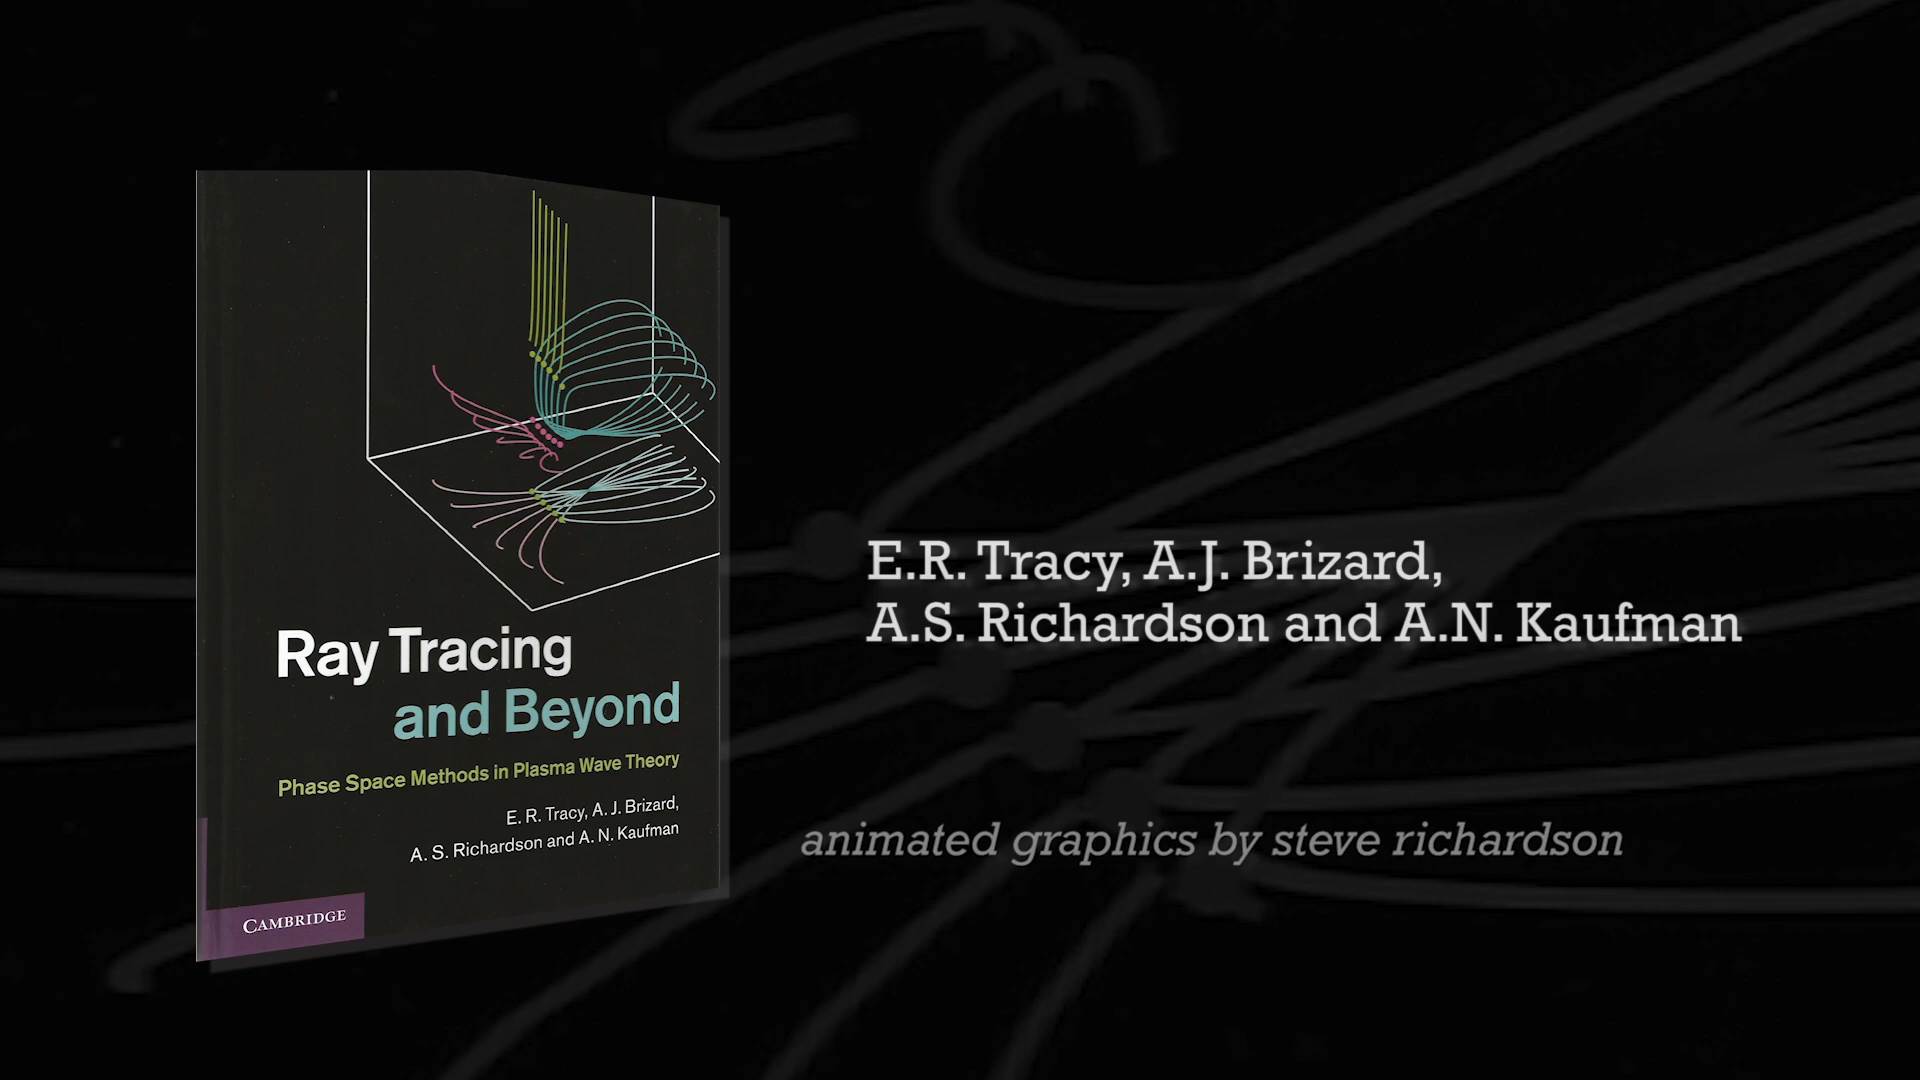 Ray Tracing
and Beyond
Phase Space Methods in Plasma Wave Theory
E. R. Tracy, A. J. Brizard,
A. S. Richardson and A. N. Kaufman
CAMBRIDGE
E.R. Tracy, A.J. Brizard,
A.S. Richardson and A.N. Kaufman
animated graphics by steve richardson